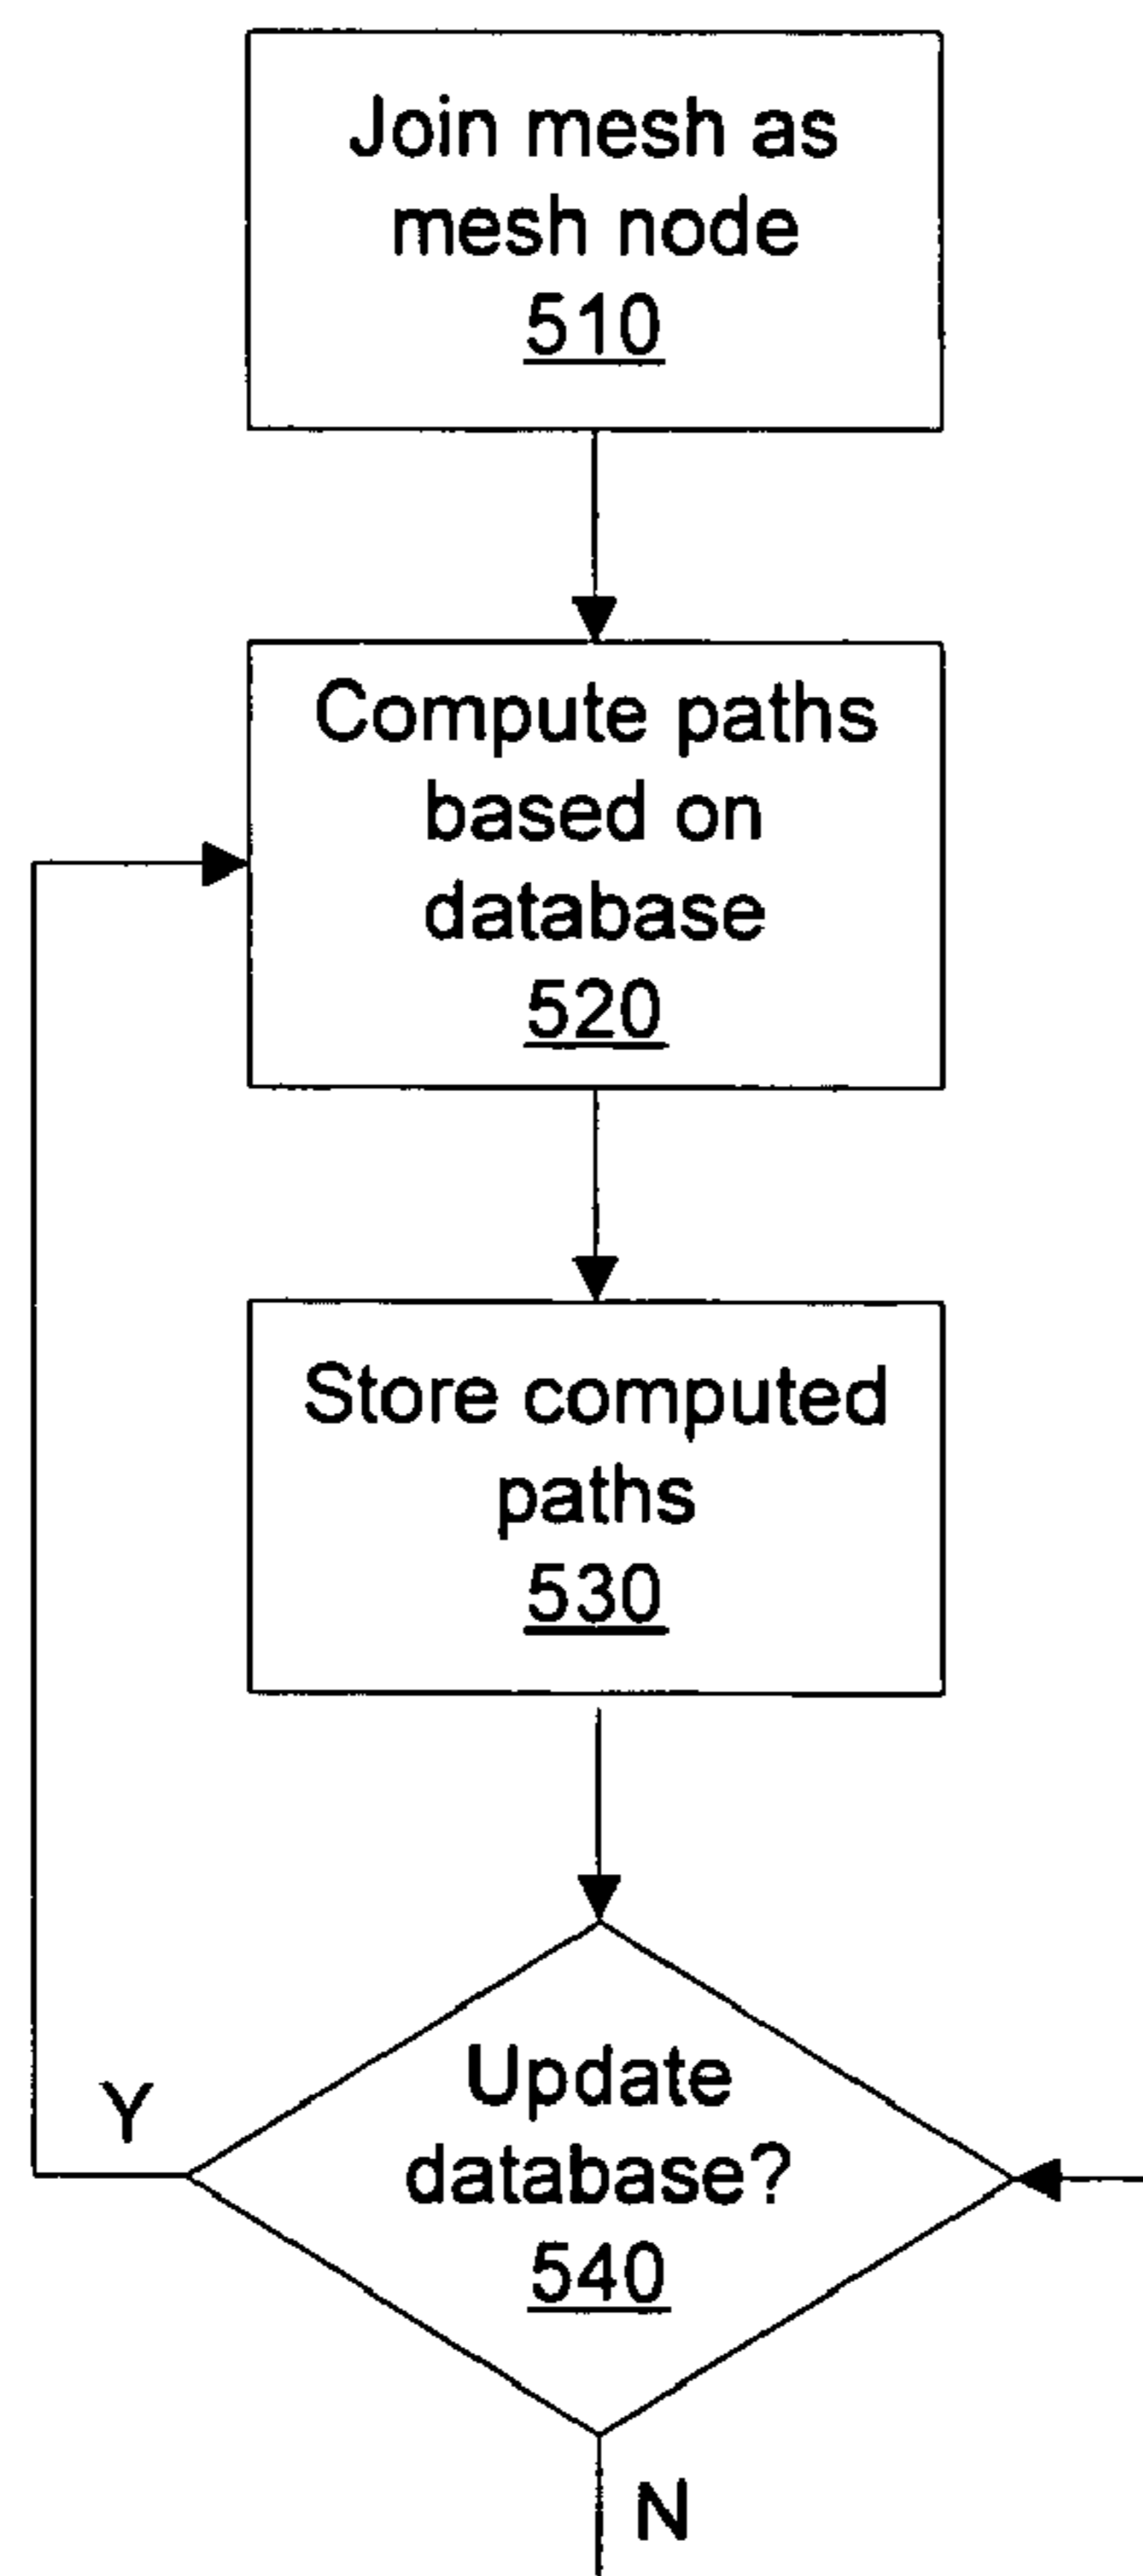 Join mesh as
mesh node
510
Compute paths
based on
database
520
Store computed
paths
530
Update
database?
540
Y
N